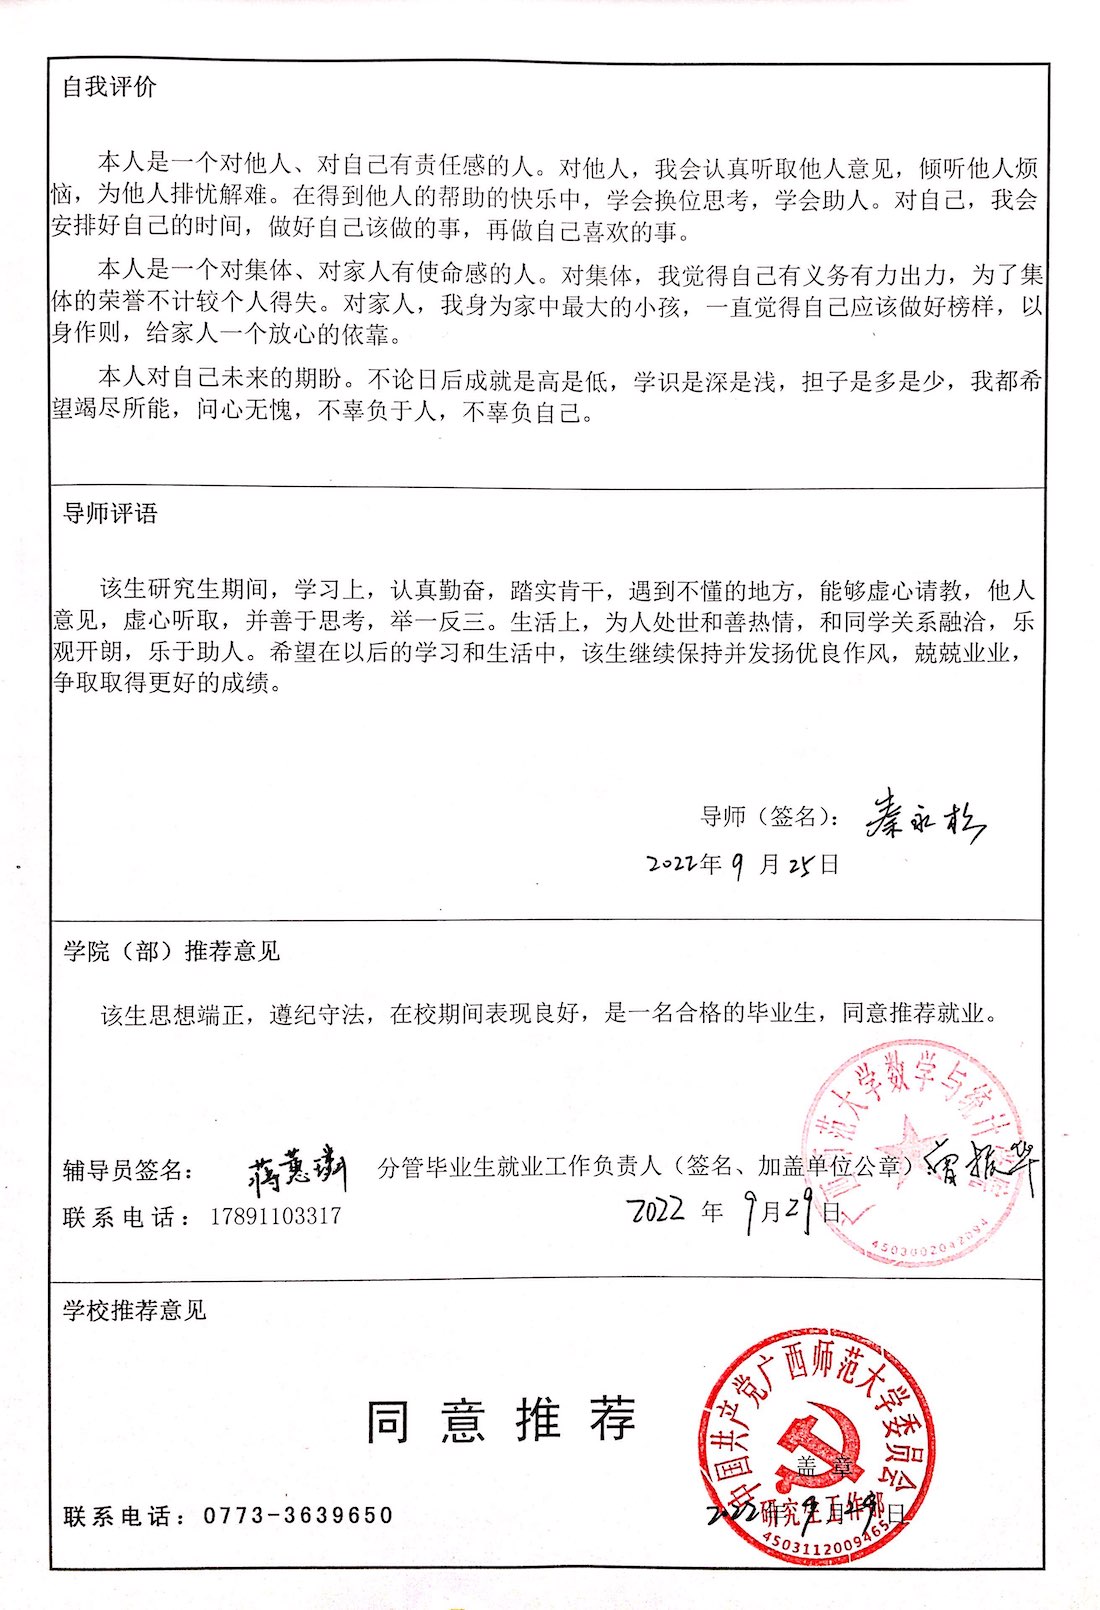 自我评价
本人是一个对他人、对自己有责任感的人。对他人，我会认真听取他人意见，倾听他人烦
恼，为他人排忧解难。在得到他人的帮助的快乐中，学会换位思考，学会助人。对自己，我会
安排好自己的时间，做好自己该做的事，再做自己喜欢的事。
本人是一个对集体、对家人有使命感的人。对集体，我觉得自己有义务有力出力，为了集
体的荣誉不计较个人得失。对家人，我身为家中最大的小孩，一直觉得自己应该做好榜样，以
身作则，给家人一个放心的依靠。
本人对自己未来的期盼。不论日后成就是高是低，学识是深是浅，担子是多是少，我都希
望竭尽所能，问心无愧，不辜负于人，不辜负自己。
导师评语
该生研究生期间，学习上，认真勤奋，踏实肯干，遇到不懂的地方，能够虚心请教，他人
意见，虚心听取，并善于思考，举一反三。生活上，为人处世和善热情，和同学关系融洽，乐
观开朗，乐于助人。希望在以后的学习和生活中，该生继续保持并发扬优良作风，兢兢业业，
争取取得更好的成绩。
导师（签名）： 秦永松
2022年 9 月 25日
学院（部）推荐意见
该生思想端正，遵纪守法，在校期间表现良好，是一名合格的毕业生，同意推荐就业。
广西师范大学数学与统计学院
辅导员签名： 蒋蕙璘 分管毕业生就业工作负责人（签名、加盖单位公章） 曾振华
联系电话：17891103317 2022 年 9月29日
学校推荐意见
中国共产党广西师范大学委员会
同意推荐
盖 章
研究生工作部
联系电话：0773-3639650 2022年 9月29日
4503112009465